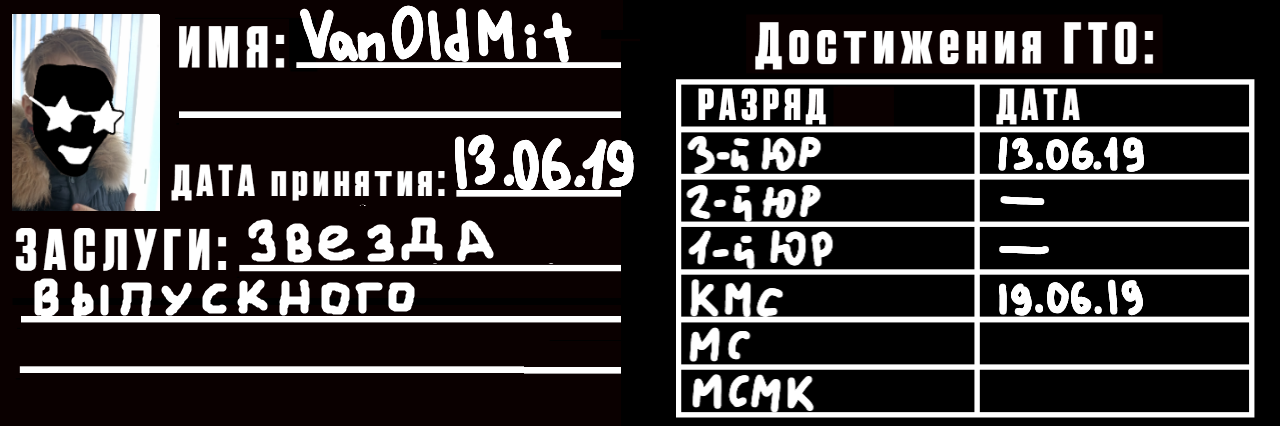 ИМЯ: VanOldMit
ДАТА принятия: 13.06.19
ЗАСЛУГИ: ЗВеЗДА
ВЫПУСКНОГО
Достижения ГТО:
РАЗРЯД ДАТА
3-й ЮР 13.06.19
2-й ЮР —
1-й ЮР —
КМС 19.06.19
МС
МСМК